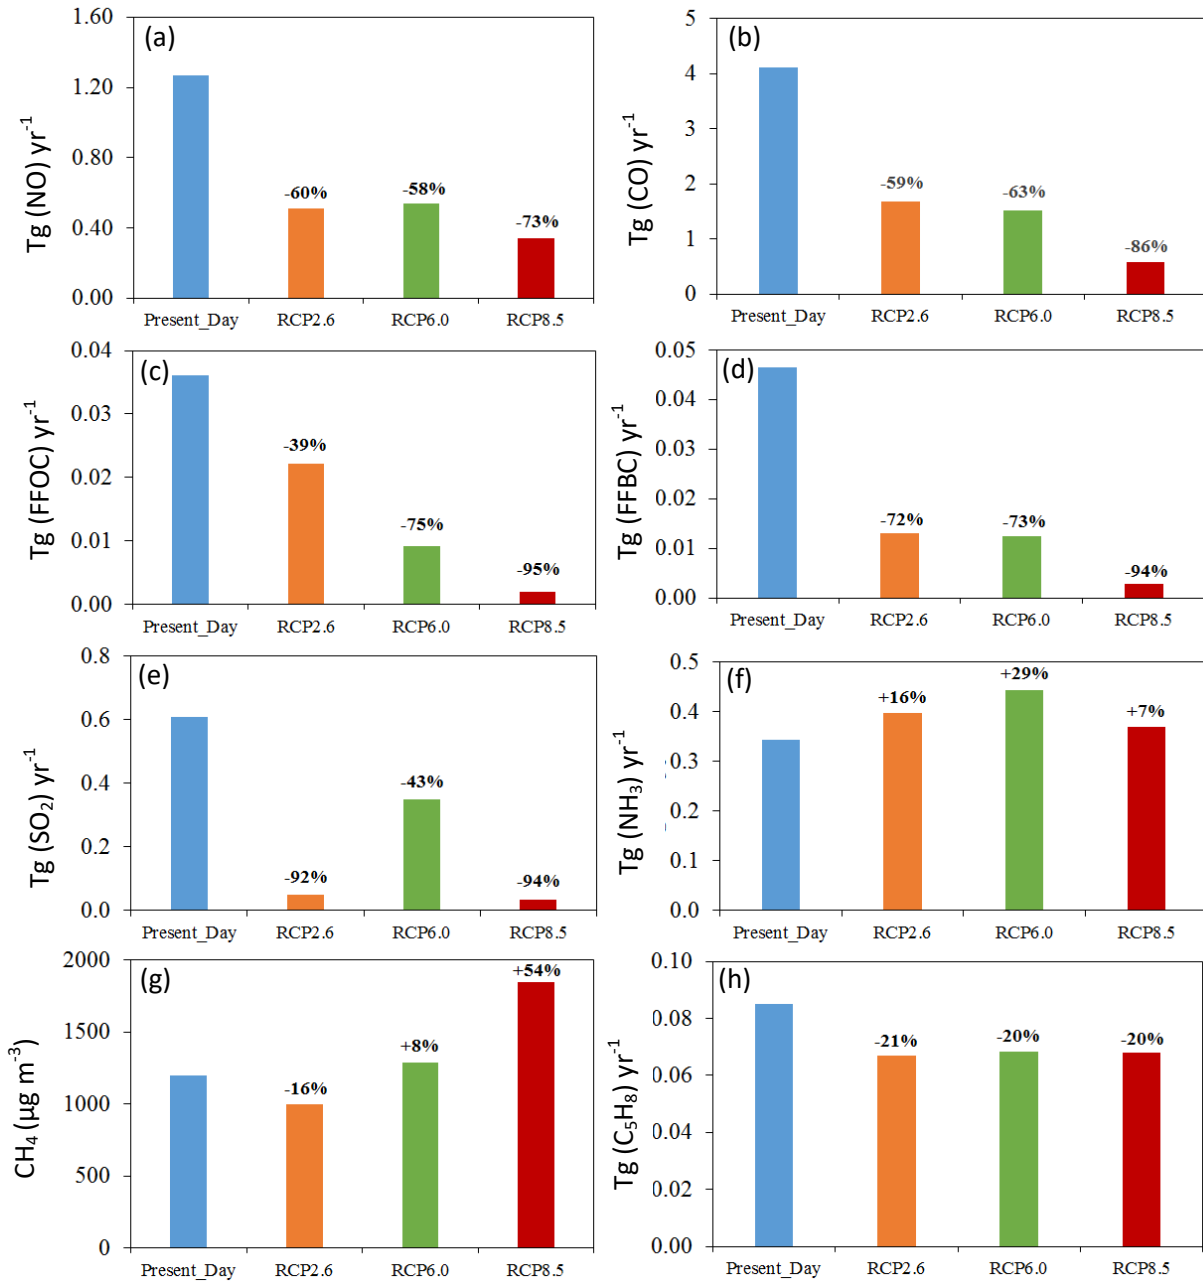 (a)
Tg (NO) yr⁻¹
1.60
1.20
0.80
0.40
0.00
-60%
-58%
-73%
Present_Day RCP2.6 RCP6.0 RCP8.5
(b)
Tg (CO) yr⁻¹
5
4
3
2
1
0
-59%
-63%
-86%
Present_Day RCP2.6 RCP6.0 RCP8.5
(c)
Tg (FFOC) yr⁻¹
0.04
0.03
0.02
0.01
0.00
-39%
-75%
-95%
Present_Day RCP2.6 RCP6.0 RCP8.5
(d)
Tg (FFBC) yr⁻¹
0.05
0.04
0.03
0.02
0.01
0.00
-72%
-73%
-94%
Present_Day RCP2.6 RCP6.0 RCP8.5
(e)
Tg (SO₂) yr⁻¹
0.8
0.6
0.4
0.2
0.0
-92%
-43%
-94%
Present_Day RCP2.6 RCP6.0 RCP8.5
(f)
Tg (NH₃) yr⁻¹
0.5
0.4
0.3
0.2
0.1
0.0
+16%
+29%
+7%
Present_Day RCP2.6 RCP6.0 RCP8.5
(g)
CH₄ (µg m⁻³)
2000
1500
1000
500
0
-16%
+8%
+54%
Present_Day RCP2.6 RCP6.0 RCP8.5
(h)
Tg (C₅H₈) yr⁻¹
0.10
0.08
0.06
0.04
0.02
0.00
-21%
-20%
-20%
Present_Day RCP2.6 RCP6.0 RCP8.5